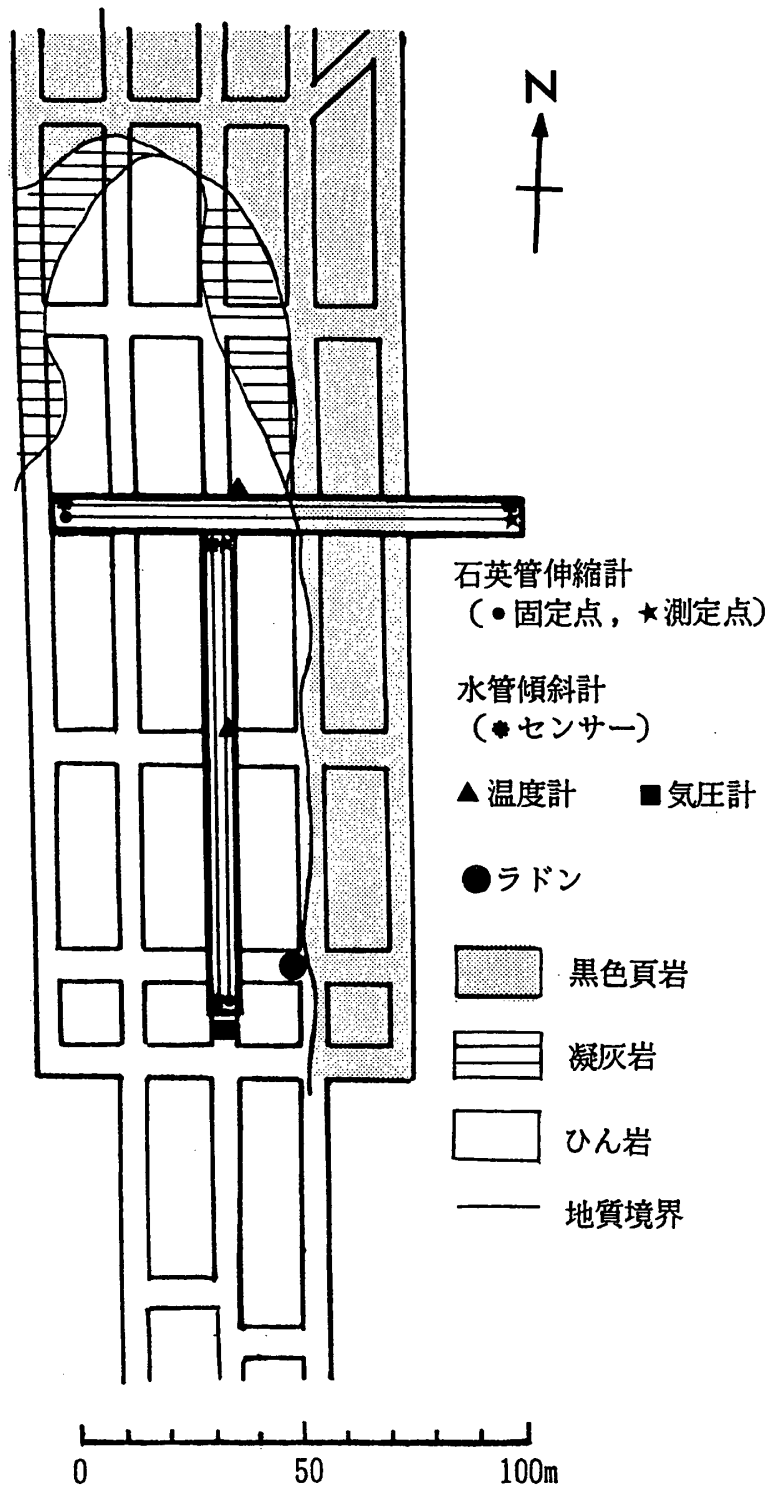 N
石英管伸縮計
(●固定点,★測定点)
水管傾斜計
(✸センサー)
▲温度計 ■気圧計
●ラドン
黒色頁岩
凝灰岩
ひん岩
地質境界
0 50 100m